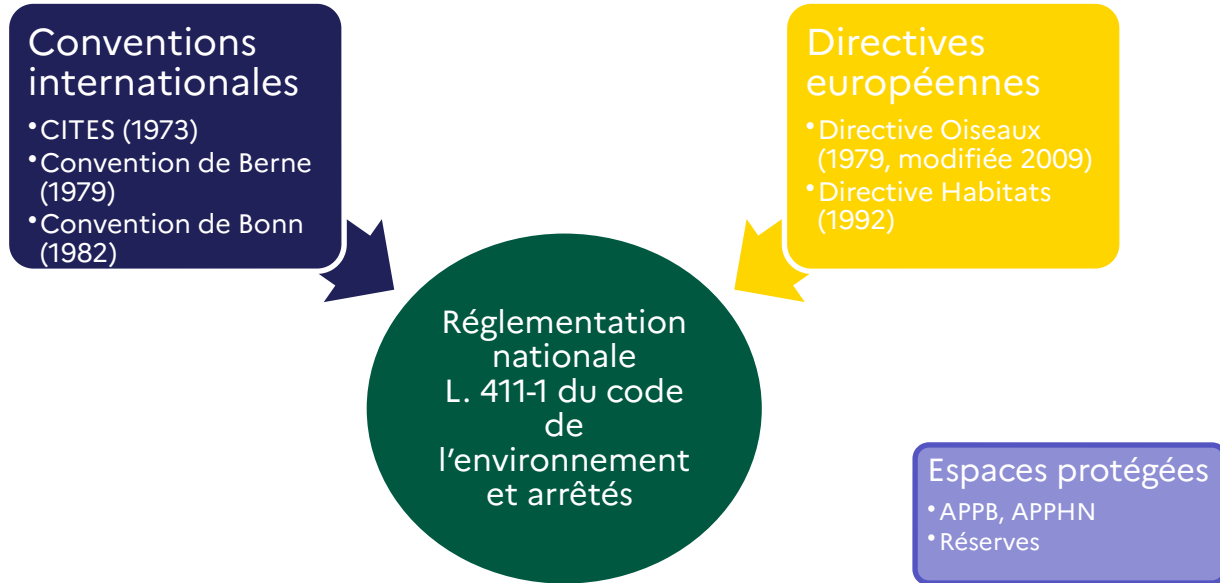 Conventions
internationales
•CITES (1973)
•Convention de Berne
(1979)
•Convention de Bonn
(1982)
Directives
européennes
•Directive Oiseaux
(1979, modifiée 2009)
•Directive Habitats
(1992)
Réglementation
nationale
L. 411-1 du code
de
l'environnement
et arrêtés
Espaces protégées
•APPB, APPHN
•Réserves